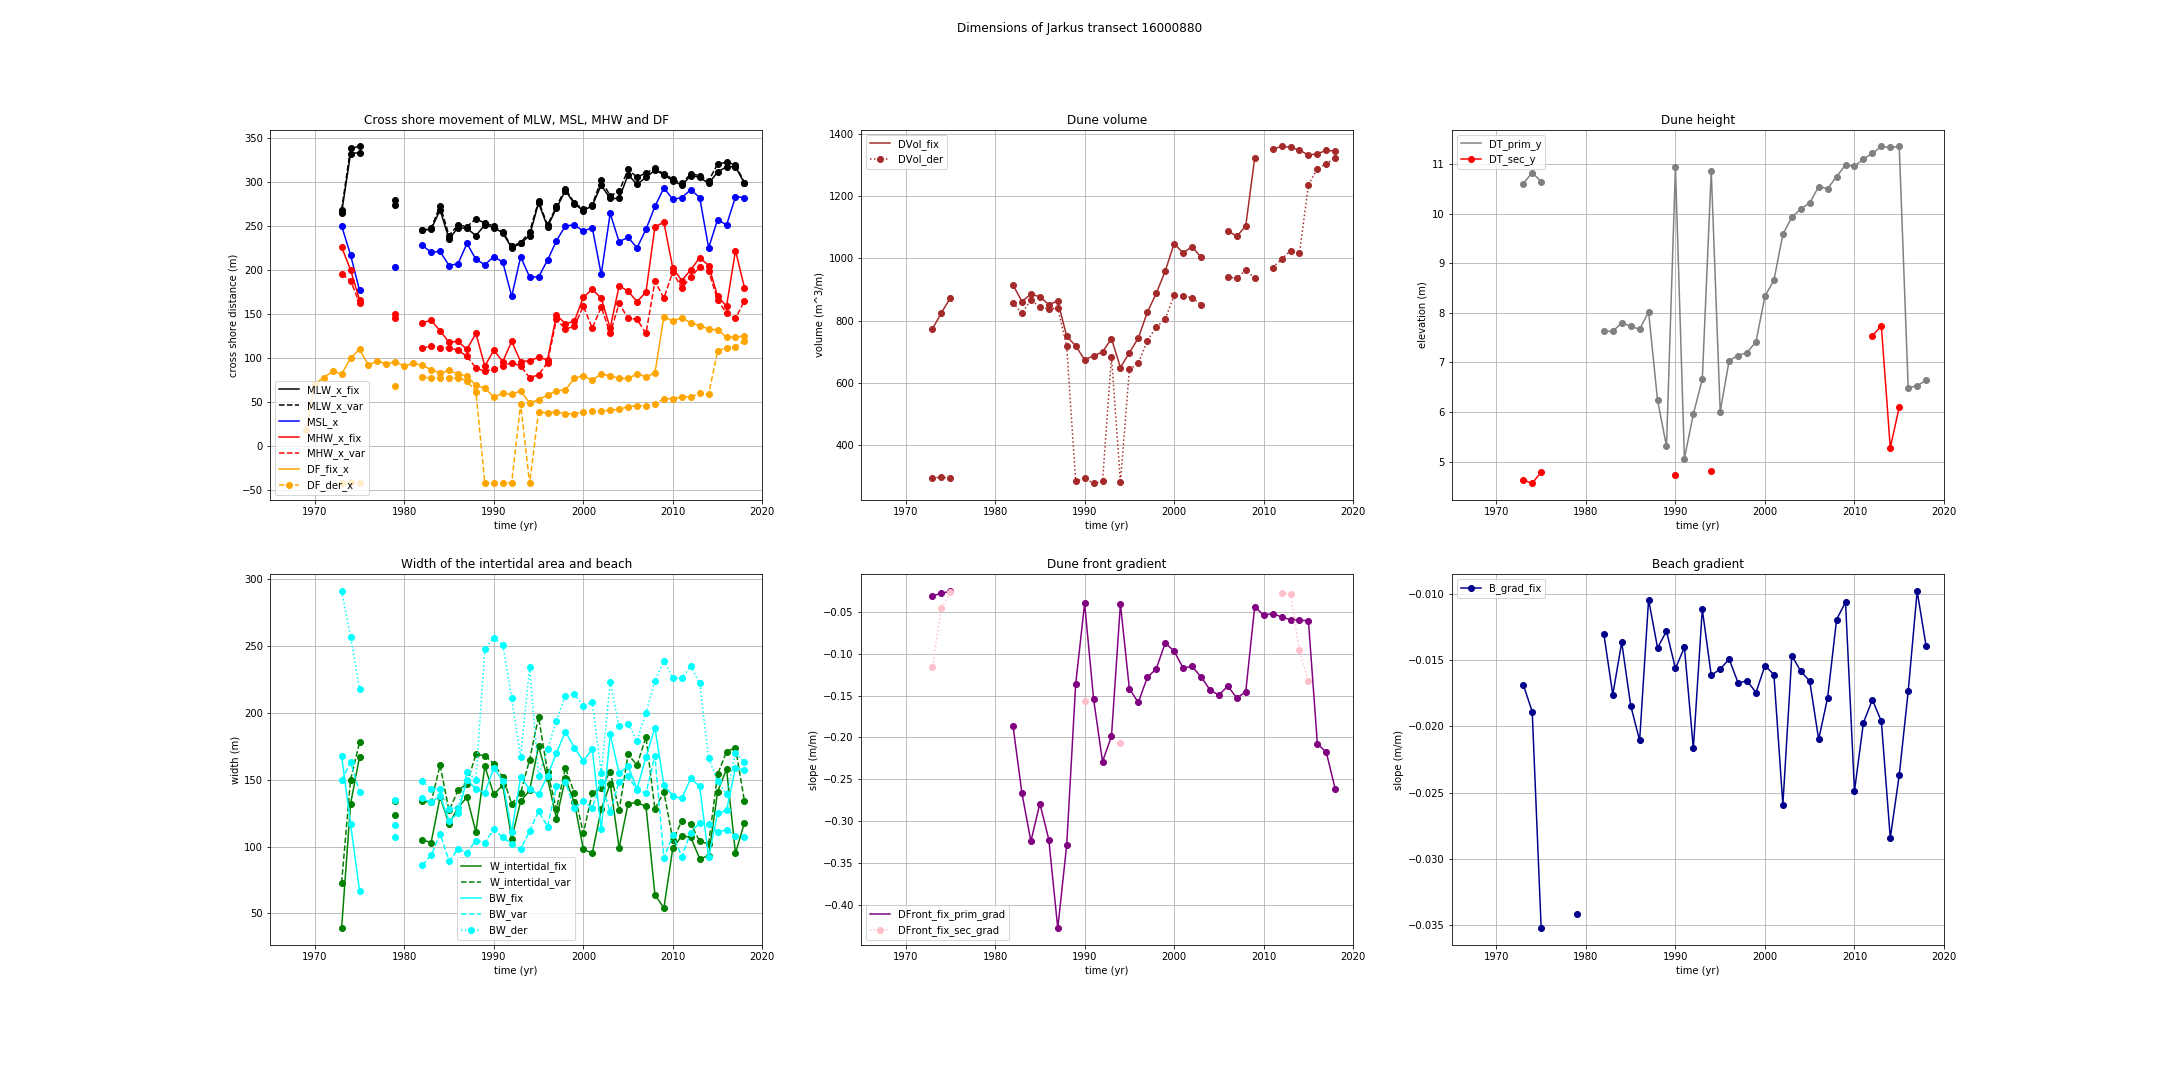 Dimensions of Jarkus transect 16000880
Cross shore movement of MLW, MSL, MHW and DF
350
300
250
200
150
100
50
0
−50
cross shore distance (m)
MLW_x_fix
MLW_x_var
MSL_x
MHW_x_fix
MHW_x_var
DF_fix_x
DF_der_x
1970 1980 1990 2000 2010 2020
time (yr)
Dune volume
1400
1200
1000
800
600
400
volume (m^3/m)
DVol_fix
DVol_der
1970 1980 1990 2000 2010 2020
time (yr)
Dune height
11
10
9
8
7
6
5
elevation (m)
DT_prim_y
DT_sec_y
1970 1980 1990 2000 2010 2020
time (yr)
Width of the intertidal area and beach
300
250
200
150
100
50
width (m)
W_intertidal_fix
W_intertidal_var
BW_fix
BW_var
BW_der
1970 1980 1990 2000 2010 2020
time (yr)
Dune front gradient
−0.05
−0.10
−0.15
−0.20
−0.25
−0.30
−0.35
−0.40
slope (m/m)
DFront_fix_prim_grad
DFront_fix_sec_grad
1970 1980 1990 2000 2010 2020
time (yr)
Beach gradient
−0.010
−0.015
−0.020
−0.025
−0.030
−0.035
slope (m/m)
B_grad_fix
1970 1980 1990 2000 2010 2020
time (yr)